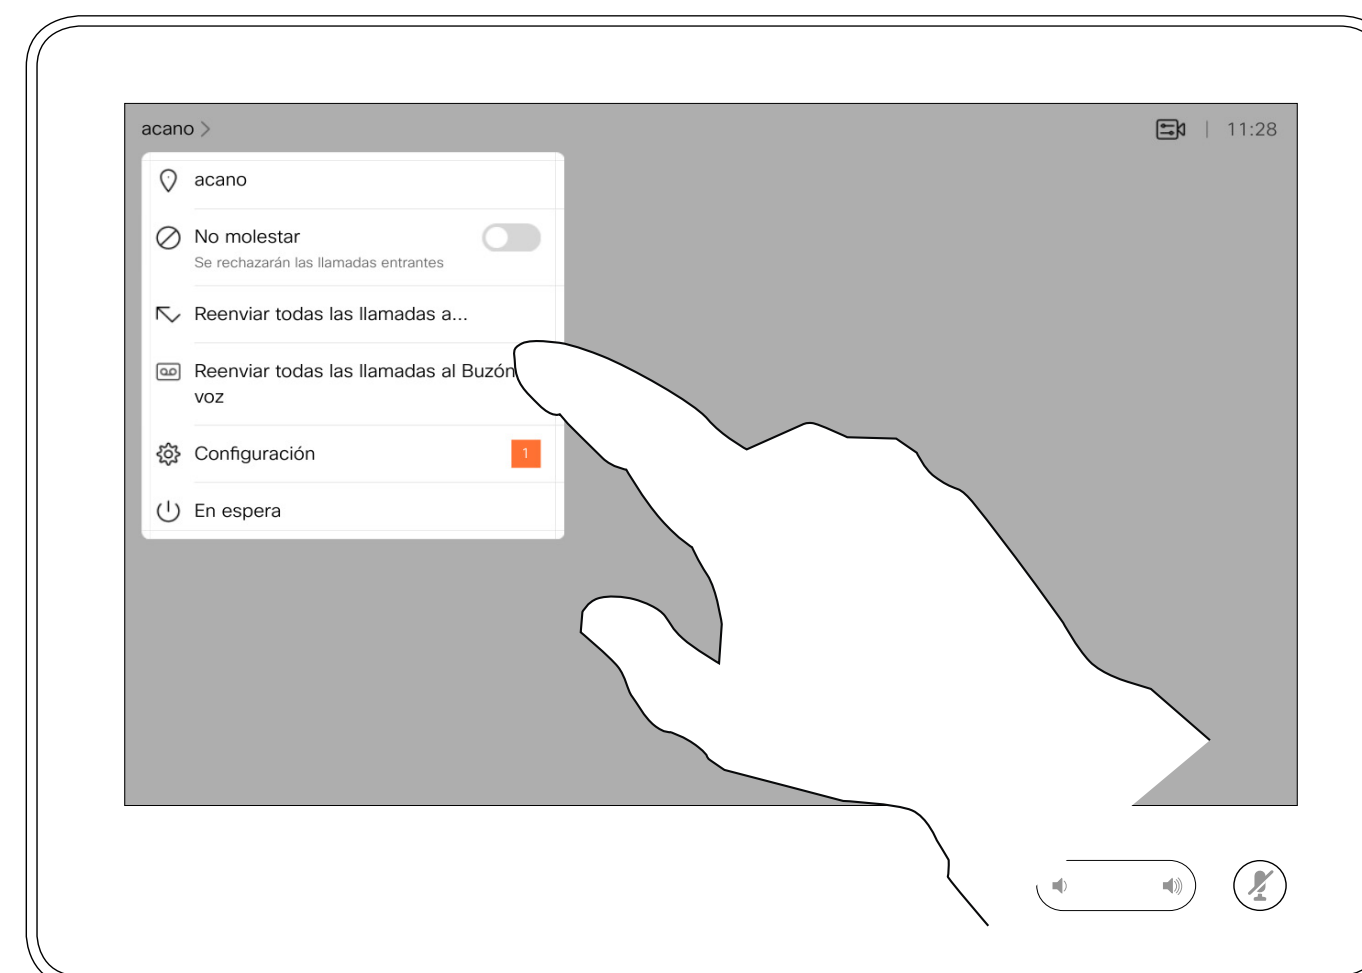 acano >
11:28
acano
No molestar
Se rechazarán las llamadas entrantes
Reenviar todas las llamadas a...
Reenviar todas las llamadas al Buzón
voz
Configuración
1
En espera